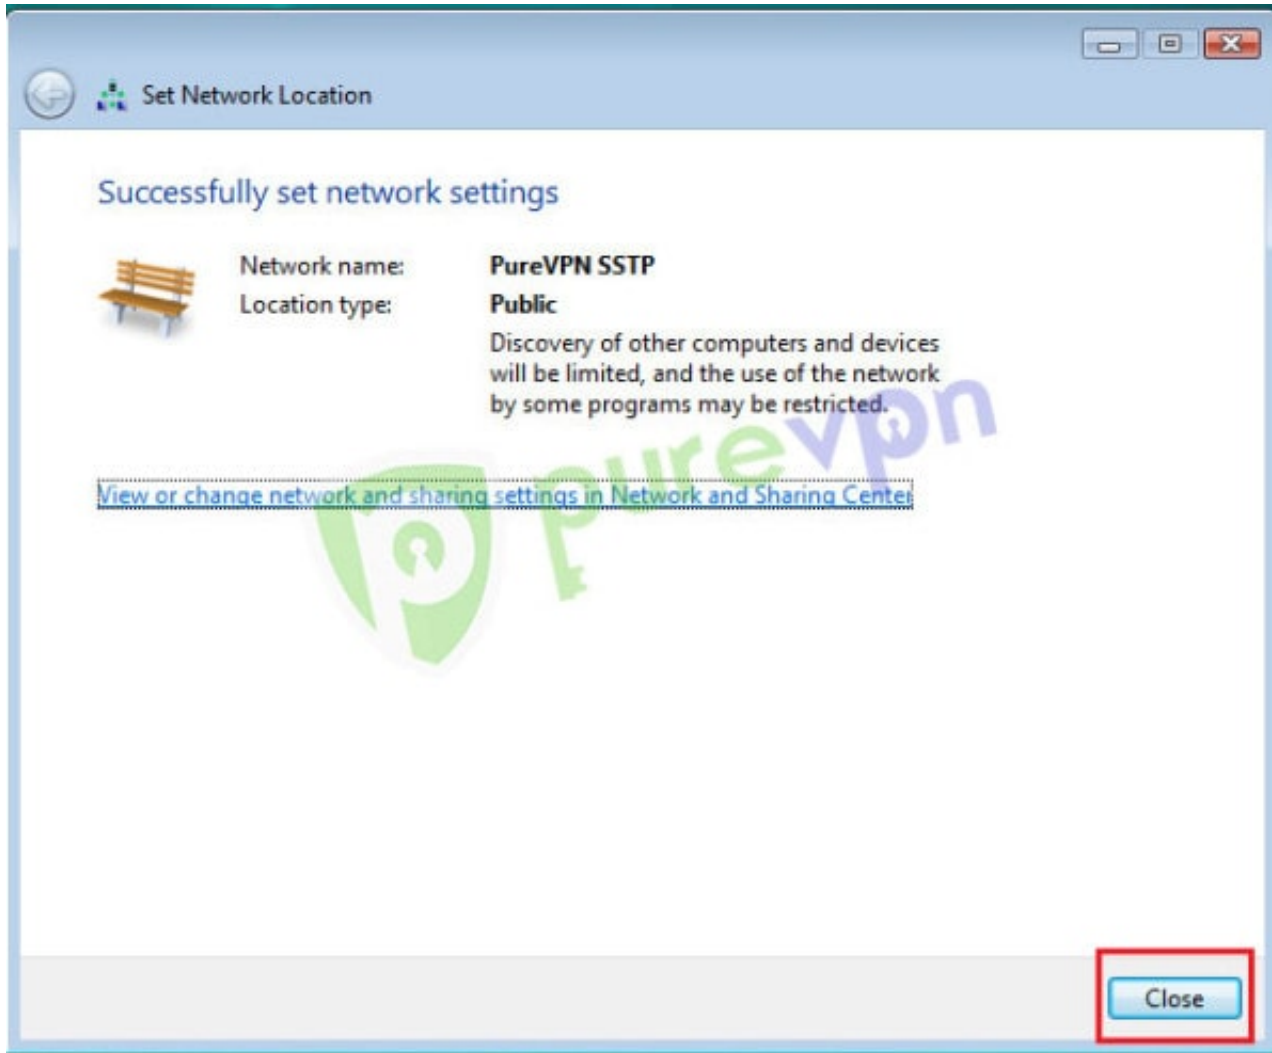 Set Network Location
Successfully set network settings
Network name: PureVPN SSTP
Location type: Public
Discovery of other computers and devices
will be limited, and the use of the network
by some programs may be restricted.
purevpn
View or change network and sharing settings in Network and Sharing Center
Close